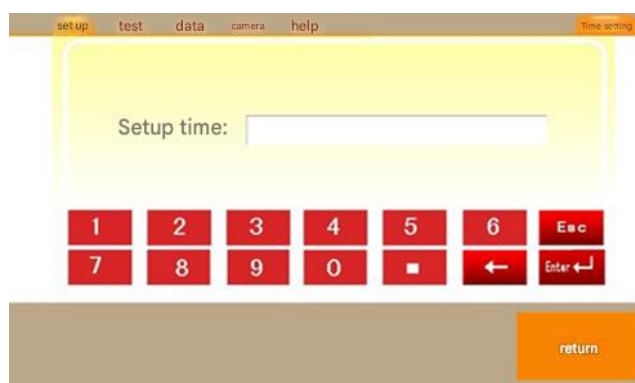 set up test data camera help Time setting
Setup time:
1 2 3 4 5 6 Esc
7 8 9 0 ■ ← Enter
return